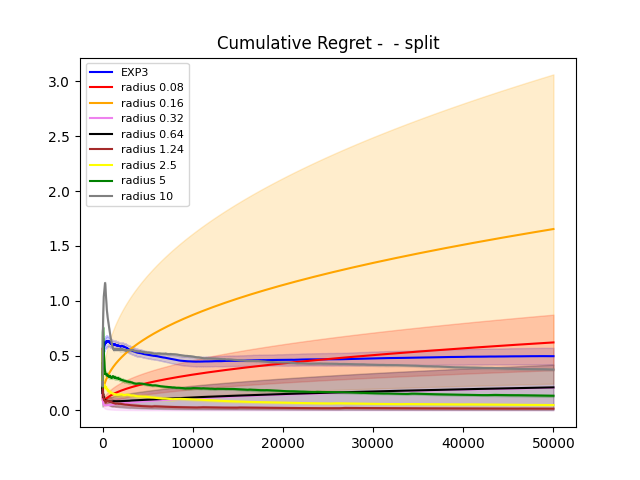 Cumulative Regret -  - split
EXP3
radius 0.08
radius 0.16
radius 0.32
radius 0.64
radius 1.24
radius 2.5
radius 5
radius 10
3.0
2.5
2.0
1.5
1.0
0.5
0.0
0 10000 20000 30000 40000 50000